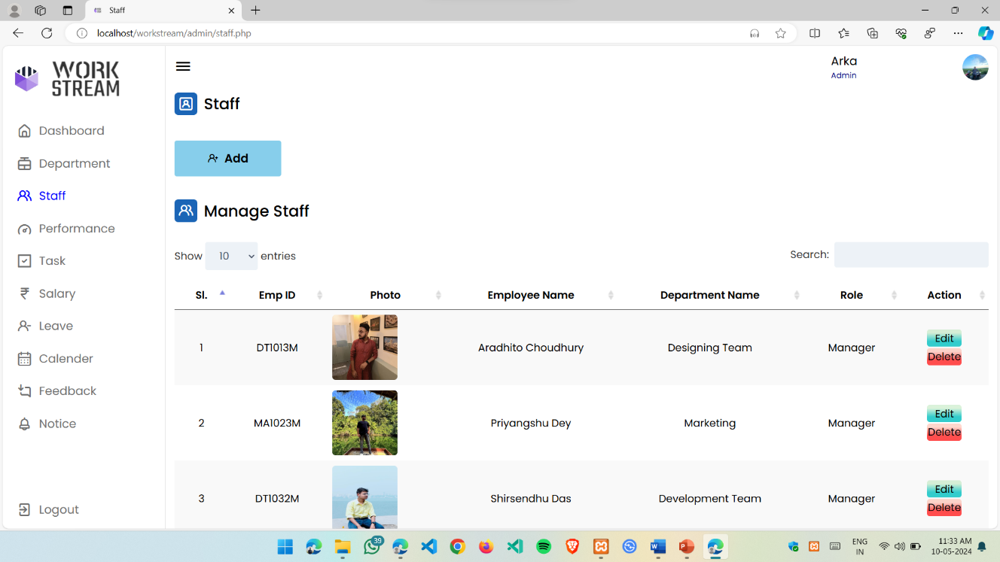 Staff
localhost/workstream/admin/staff.php
WORK
STREAM
Arka
Admin
Dashboard
Department
Staff
Performance
Task
Salary
Leave
Calender
Feedback
Notice
Logout
Staff
Add
Manage Staff
Show 10 entries
Search:
Sl. Emp ID Photo Employee Name Department Name Role Action
1 DT1013M Aradhito Choudhury Designing Team Manager Edit
Delete
2 MA1023M Priyangshu Dey Marketing Manager Edit
Delete
3 DT1032M Shirsendhu Das Development Team Manager Edit
Delete
39
ENG
IN
11:33 AM
10-05-2024